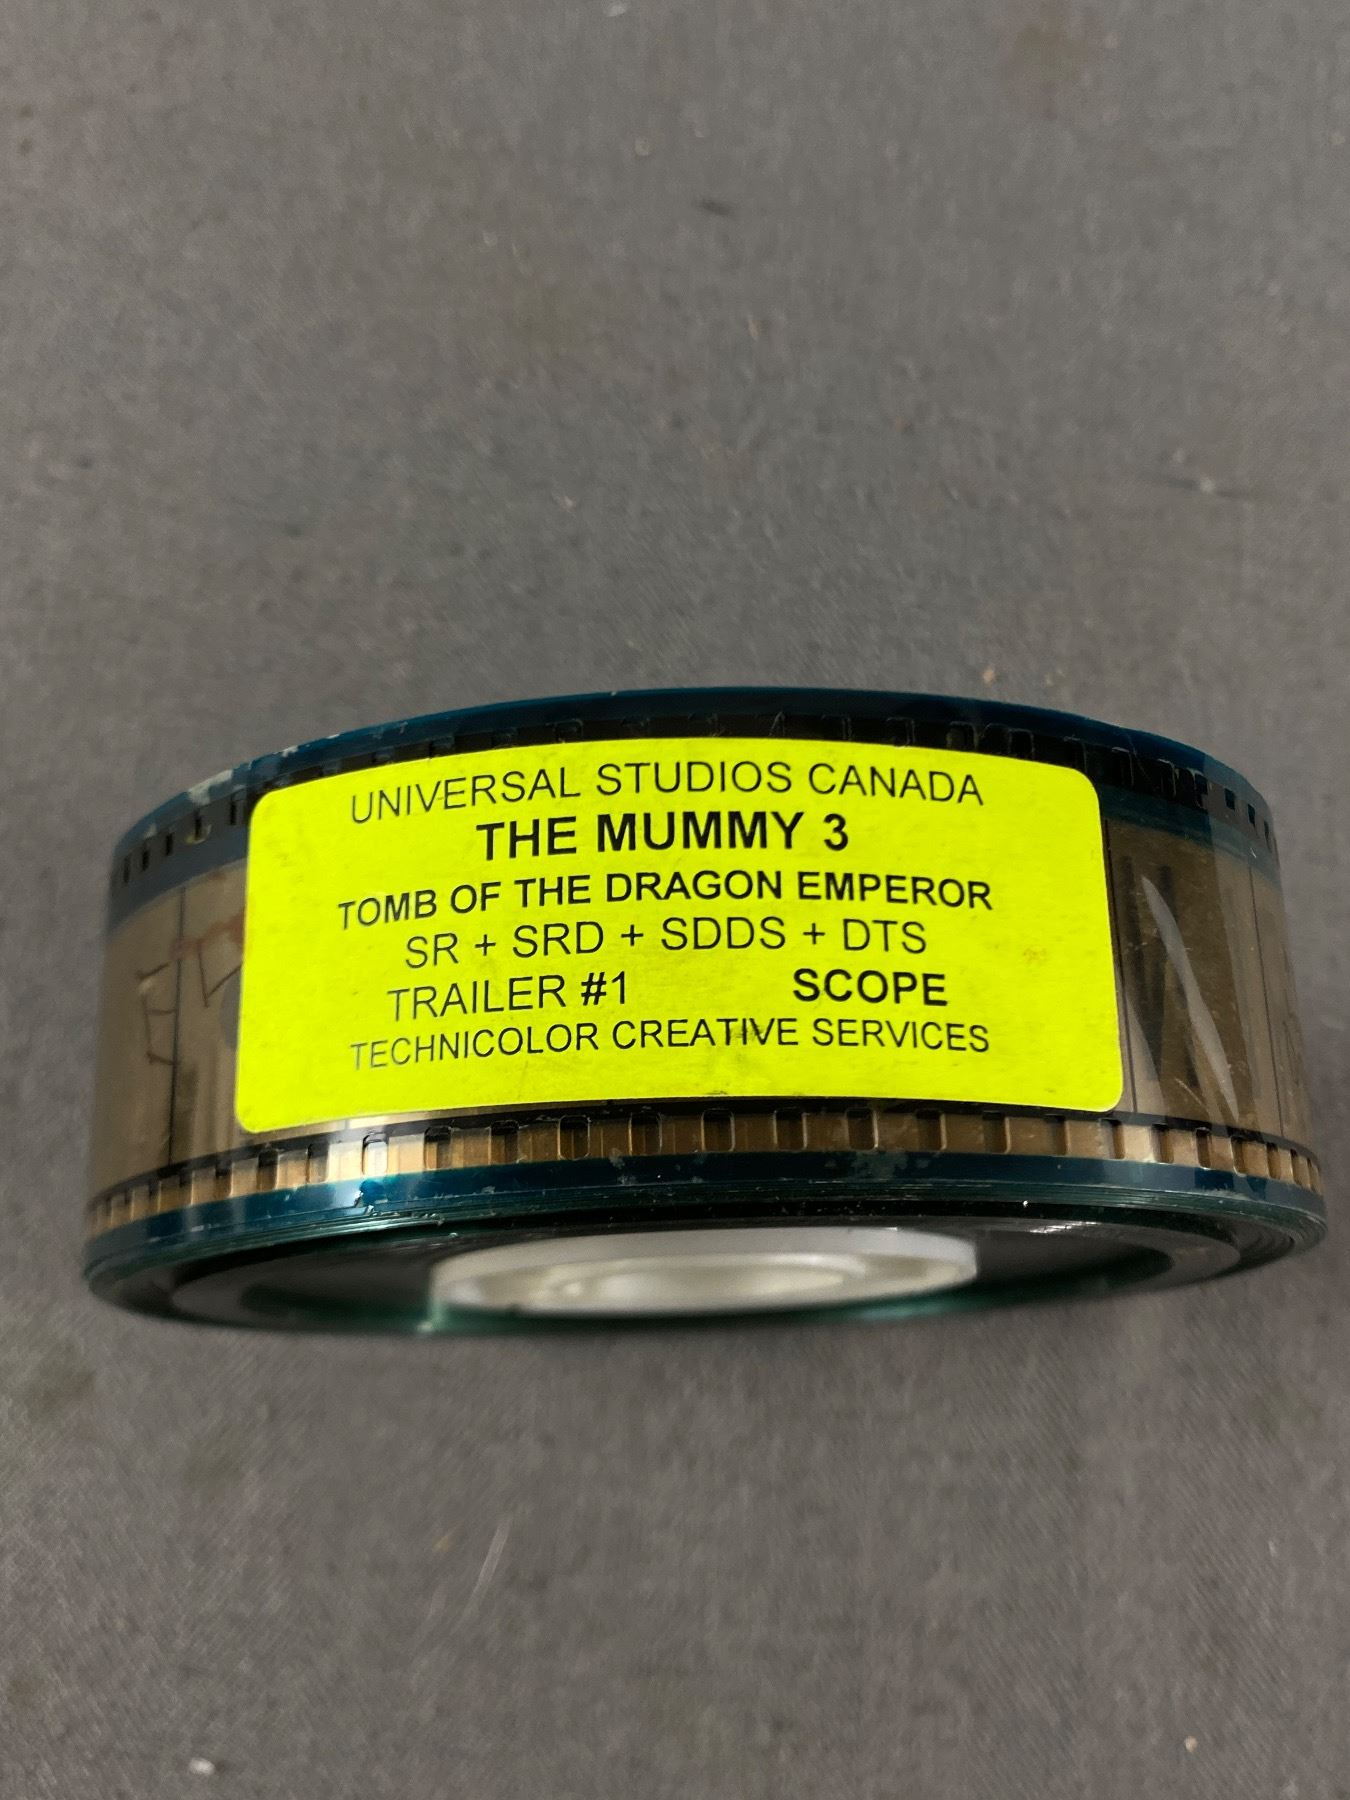 UNIVERSAL STUDIOS CANADA
THE MUMMY 3
TOMB OF THE DRAGON EMPEROR
SR + SRD + SDDS + DTS
TRAILER #1 SCOPE
TECHNICOLOR CREATIVE SERVICES